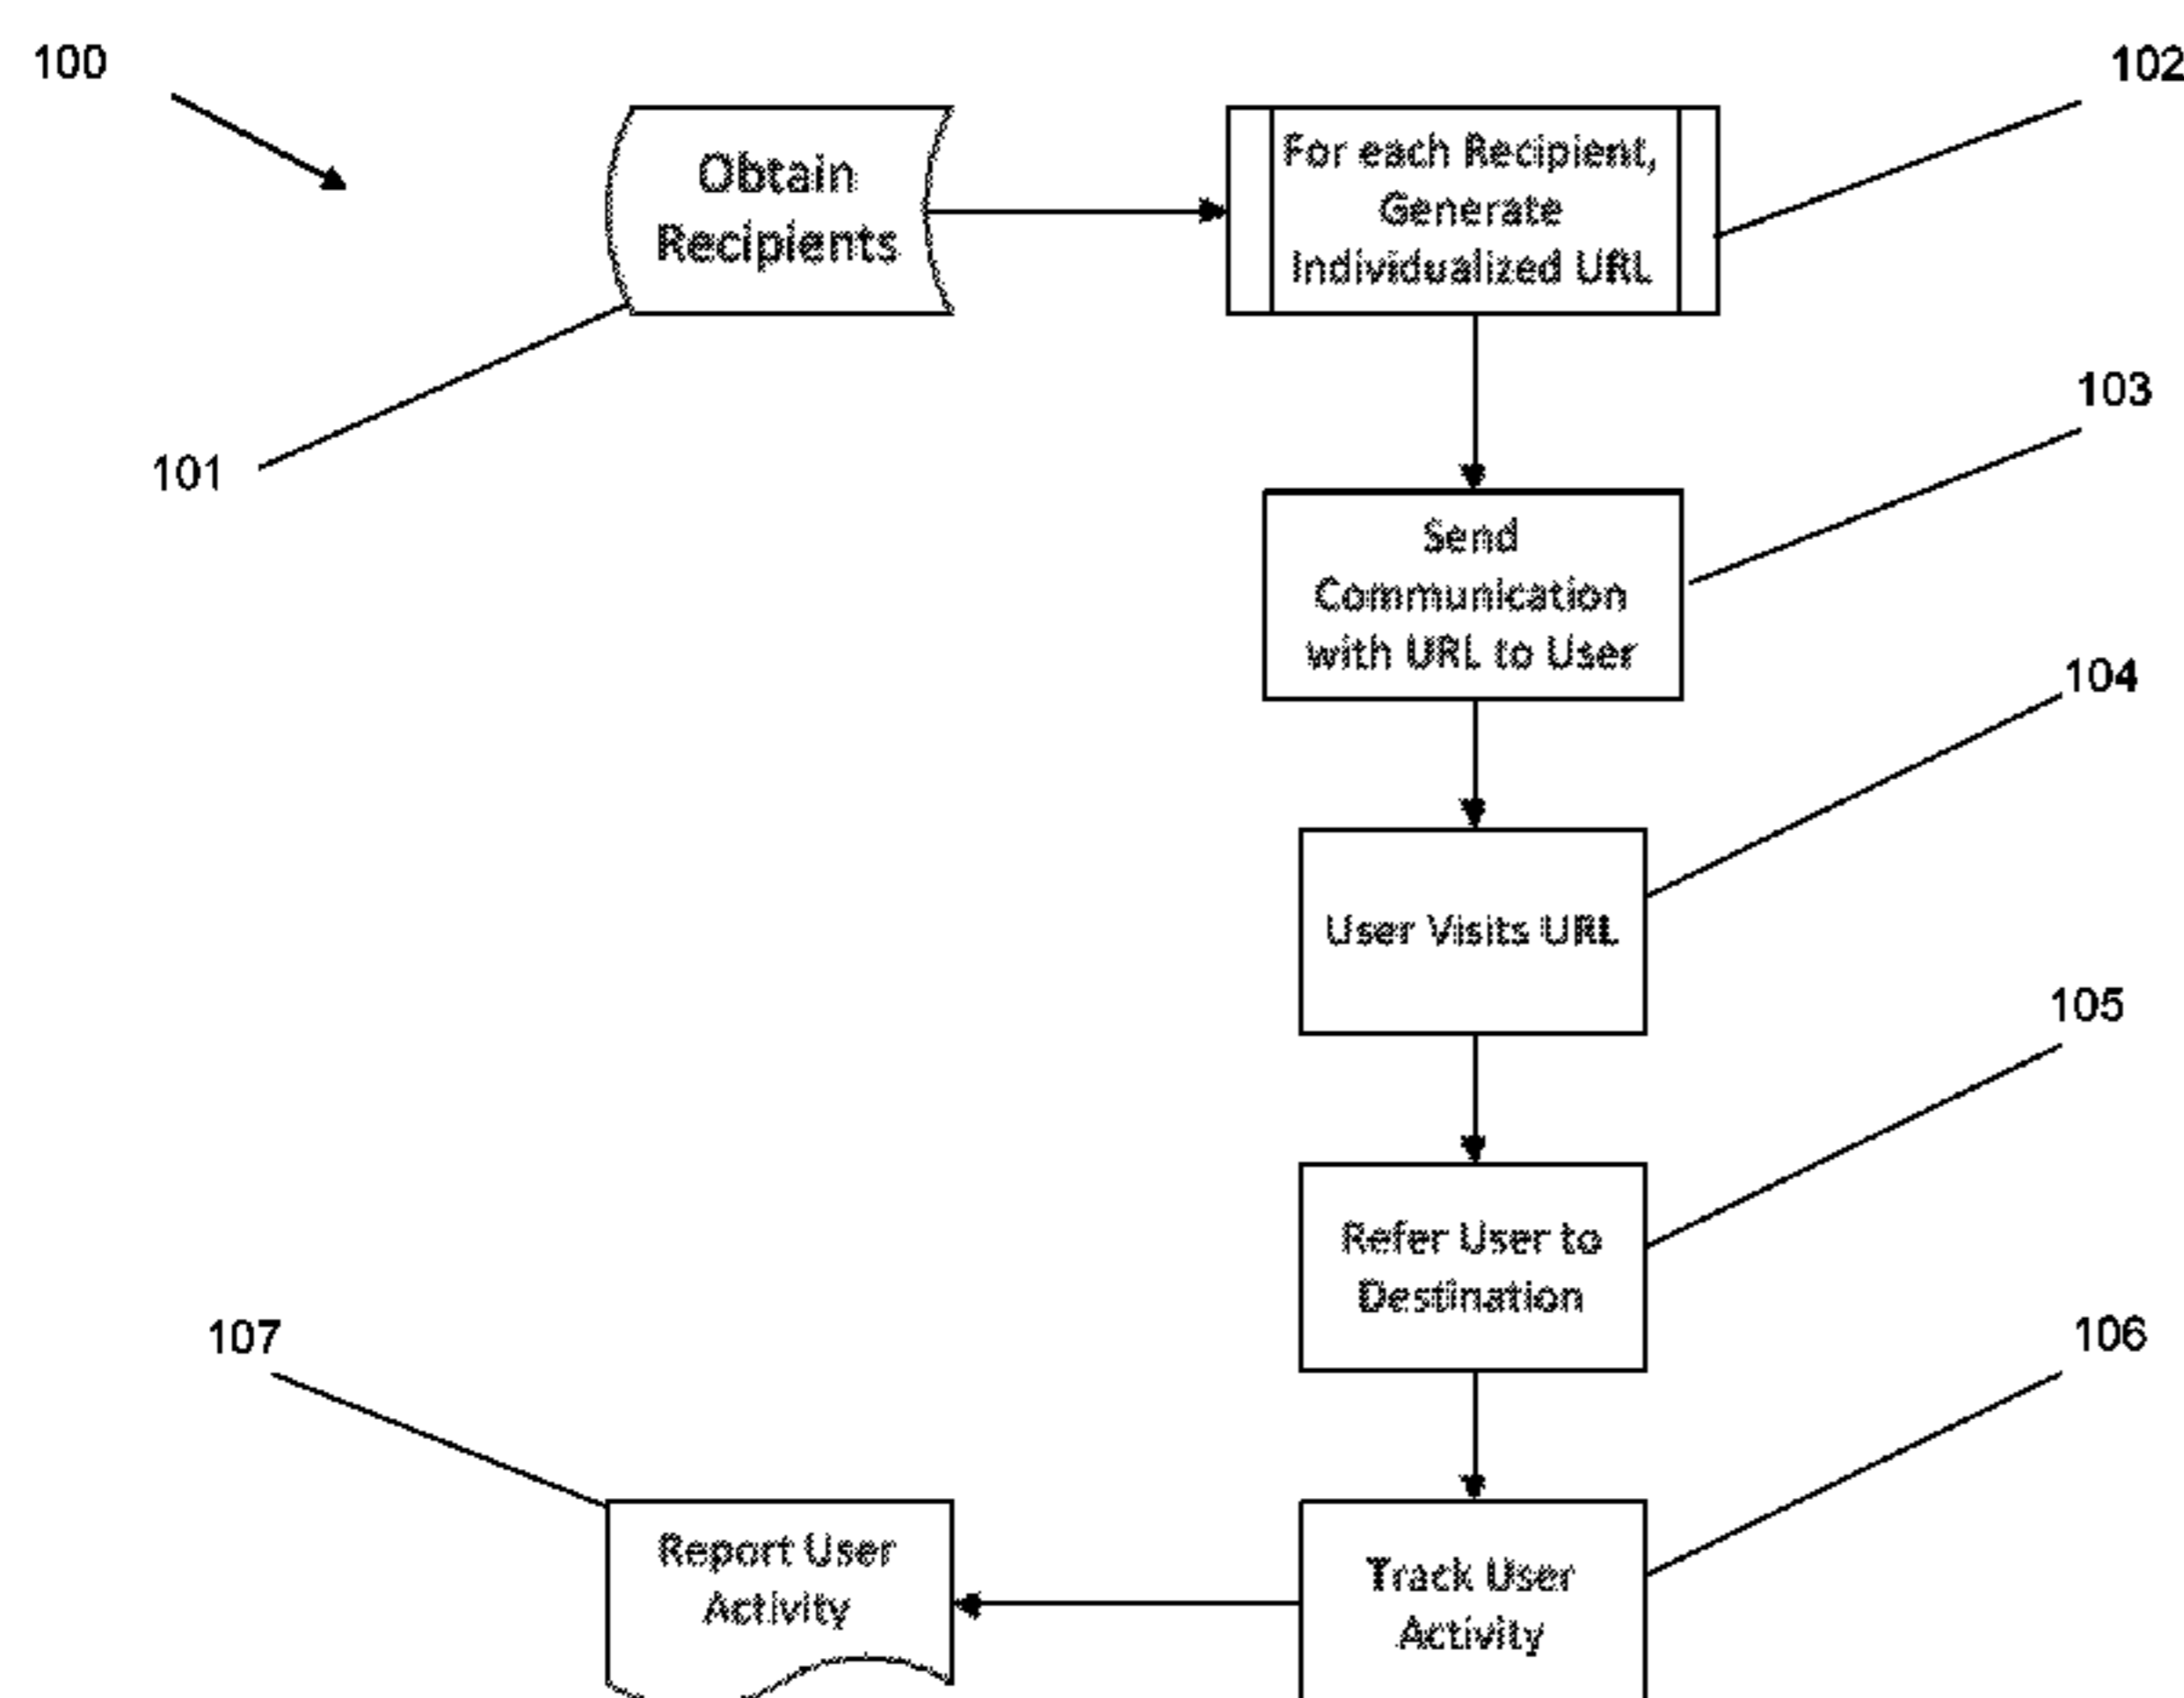 100
102
Obtain
Recipients
For each Recipient,
Generate
Individualized URL
101
103
Send
Communication
with URL to User
104
User Visits URL
105
Refer User to
Destination
107
106
Report User
Activity
Track User
Activity